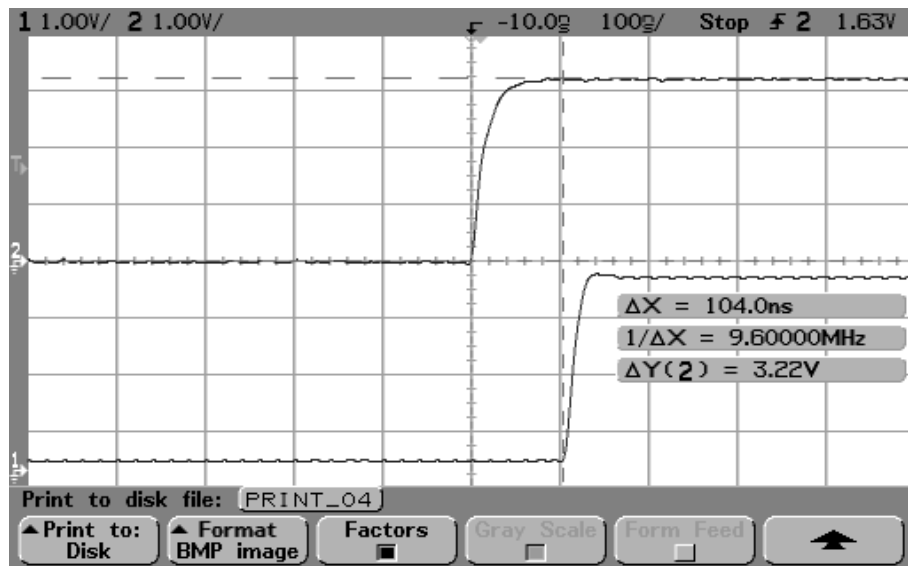 1 1.00V/ 2 1.00V/ -10.0s 100s/ Stop 2 1.63V
T
2
ΔX = 104.0ns
1/ΔX = 9.60000MHz
ΔY(2) = 3.22V
1
Print to disk file: PRINT_04
Print to: Disk
Format BMP image
Factors
Gray Scale
Form Feed